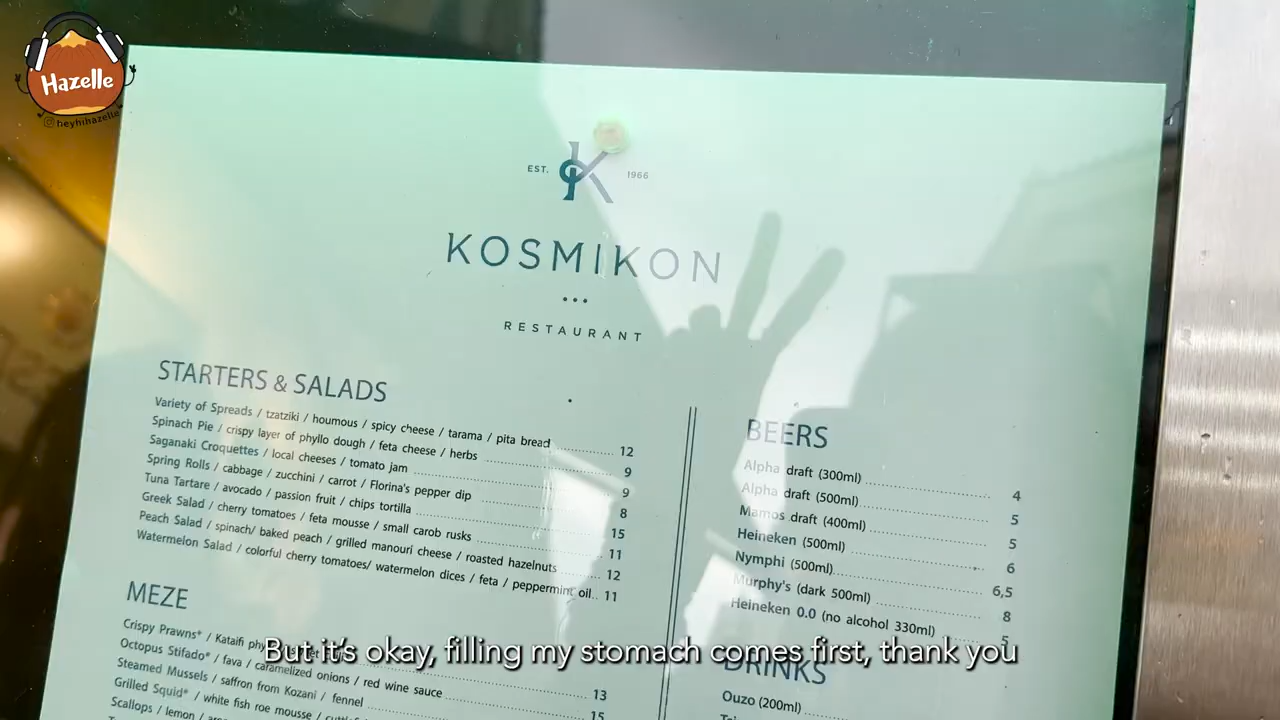 Hazelle
@heyhihazelle
EST.
K
1966
KOSMIKON
RESTAURANT
STARTERS & SALADS
Variety of Spreads / tzatziki / houmous / spicy cheese / tarama / pita bread 12
Spinach Pie / crispy layer of phyllo dough / feta cheese / herbs 9
Saganaki Croquettes / local cheeses / tomato jam 9
Spring Rolls / cabbage / zucchini / carrot / Florina's pepper dip 8
Tuna Tartare / avocado / passion fruit / chips tortilla 15
Greek Salad / cherry tomatoes / feta mousse / small carob rusks 11
Peach Salad / spinach/ baked peach / grilled manouri cheese / roasted hazelnuts 12
Watermelon Salad / colorful cherry tomatoes/ watermelon dices / feta / peppermint oil 11
MEZE
Crispy Prawns* / Kataifi
Octopus Stifado* / fava / caramelized onions / red wine sauce 13
Steamed Mussels / saffron from Kozani / fennel 15
Grilled Squid* / white fish roe mousse /
Scallops / lemon /
BEERS
Alpha draft (300ml) 4
Alpha draft (500ml) 5
Mamos draft (400ml) 5
Heineken (500ml) 6
Nymphi (500ml) 6,5
Murphy's (dark 500ml) 8
Heineken 0.0 (no alcohol 330ml) 5
DRINKS
Ouzo (200ml)
But it's okay, filling my stomach comes first, thank you